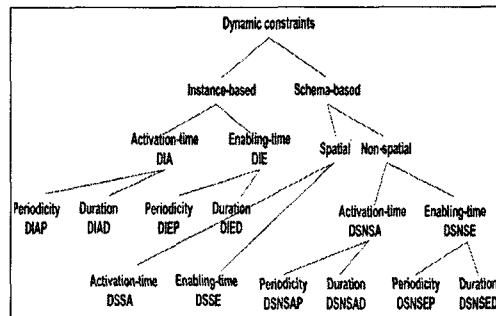 Dynamic constraints
Instance-based Schema-based
Activation-time Enabling-time Spatial Non-spatial
DIA DIE
Periodicity Duration Periodicity Duration Activation-time Enabling-time
DIAP DIAD DIEP DIED DSNSA DSNSE
Activation-time Enabling-time Periodicity Duration Periodicity Duration
DSSA DSSE DSNSAP DSNSAD DSNSEP DSNSED